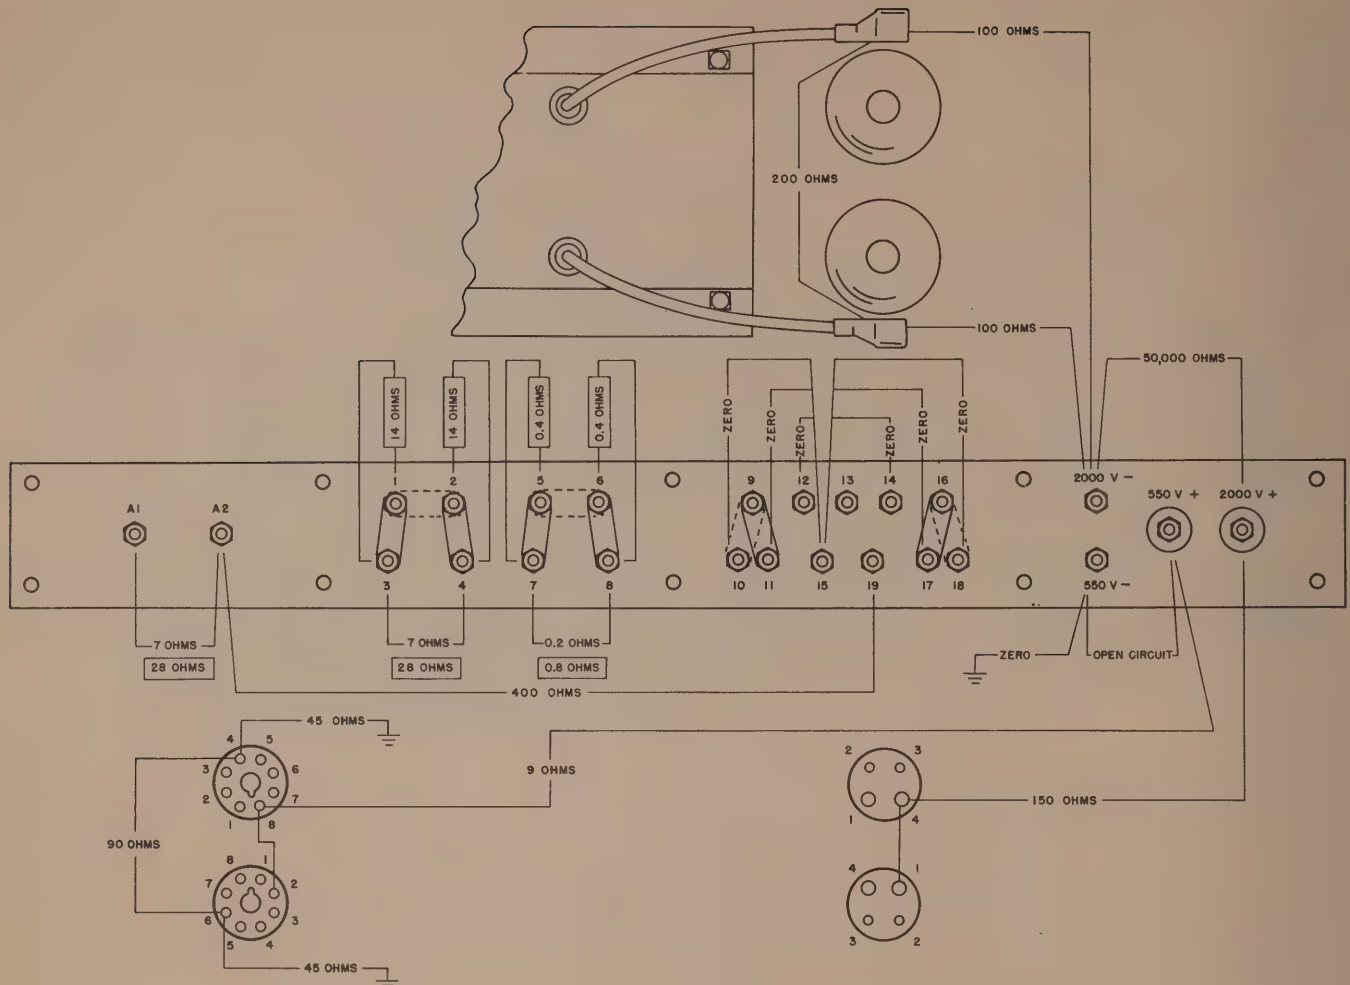 100 OHMS
200 OHMS
100 OHMS
50,000 OHMS
14 OHMS
14 OHMS
0.4 OHMS
0.4 OHMS
ZERO
ZERO
ZERO
ZERO
ZERO
ZERO
A1
A2
1
2
5
6
9
12
13
14
16
2000 V -
550 V +
2000 V +
3
4
7
8
10
11
15
19
17
18
550 V -
7 OHMS
28 OHMS
7 OHMS
28 OHMS
0.2 OHMS
0.8 OHMS
ZERO
OPEN CIRCUIT
400 OHMS
45 OHMS
4
5
3
6
2
7
1
8
9 OHMS
2
3
1
4
150 OHMS
90 OHMS
8
1
7
2
6
3
5
4
4
1
3
2
45 OHMS